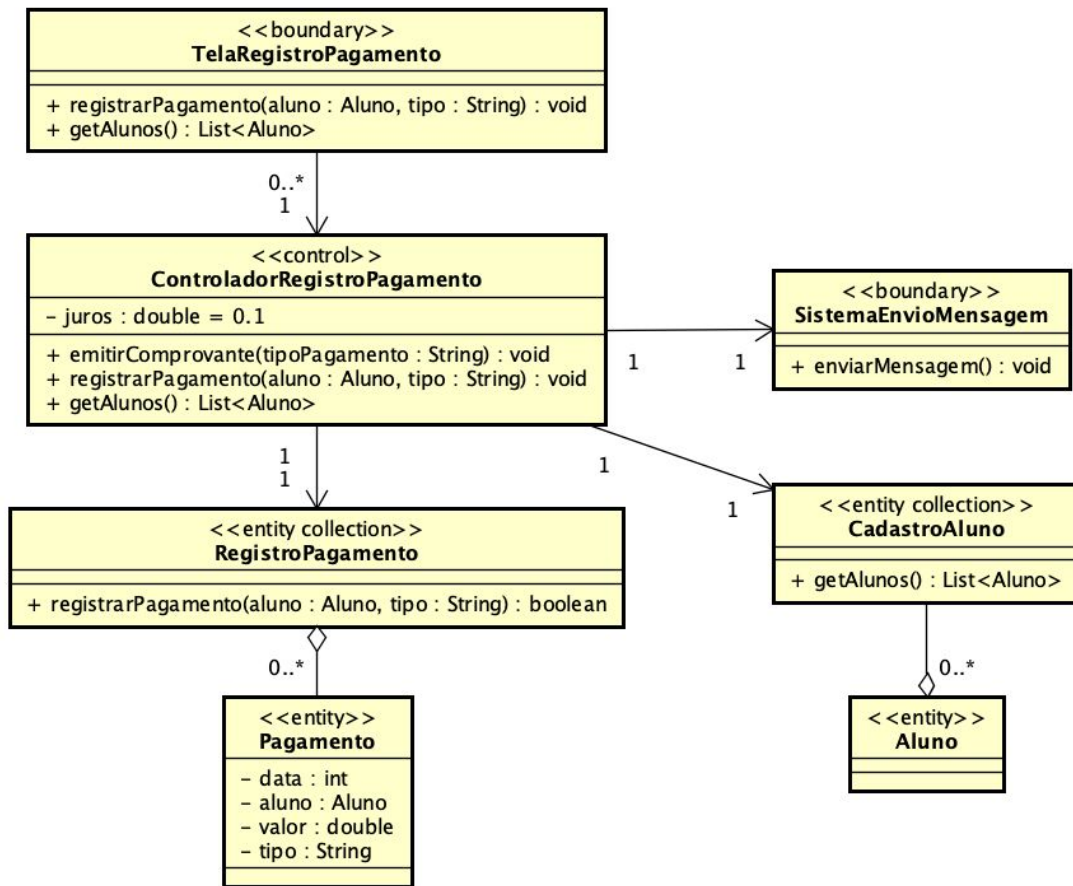 <<boundary>>
TelaRegistroPagamento
+ registrarPagamento(aluno : Aluno, tipo : String) : void
+ getAlunos() : List<Aluno>
0..*
1
<<control>>
ControladorRegistroPagamento
- juros : double = 0.1
+ emitirComprovante(tipoPagamento : String) : void
+ registrarPagamento(aluno : Aluno, tipo : String) : void
+ getAlunos() : List<Aluno>
1
1
<<boundary>>
SistemaEnvioMensagem
+ enviarMensagem() : void
1
1
1
1
<<entity collection>>
RegistroPagamento
+ registrarPagamento(aluno : Aluno, tipo : String) : boolean
<<entity collection>>
CadastroAluno
+ getAlunos() : List<Aluno>
0..*
0..*
<<entity>>
Pagamento
- data : int
- aluno : Aluno
- valor : double
- tipo : String
<<entity>>
Aluno